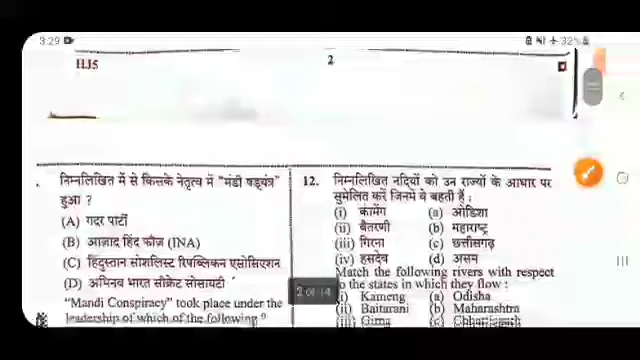 3:29
32%
HJ5
2
निम्नलिखित में से किसके नेतृत्व में "मंडी षड्यंत्र"
हुआ ?
(A) गदर पार्टी
(B) आज़ाद हिंद फौज (INA)
(C) हिंदुस्तान सोशलिस्ट रिपब्लिकन एसोसिएशन
(D) अभिनव भारत सीक्रेट सोसायटी
"Mandi Conspiracy" took place under the
leadership of which of the following ?
12. निम्नलिखित नदियों को उन राज्यों के आधार पर
सुमेलित करें जिनमे वे बहती हैं :
(i) कामेंग (a) ओडिशा
(ii) बैतरणी (b) महाराष्ट्र
(iii) गिरना (c) छत्तीसगढ़
(iv) हसदेव (d) असम
Match the following rivers with respect
to the states in which they flow :
(i) Kameng (a) Odisha
(ii) Baitarani (b) Maharashtra
(iii) Girna (c) Chhattisgarh
2 of 14